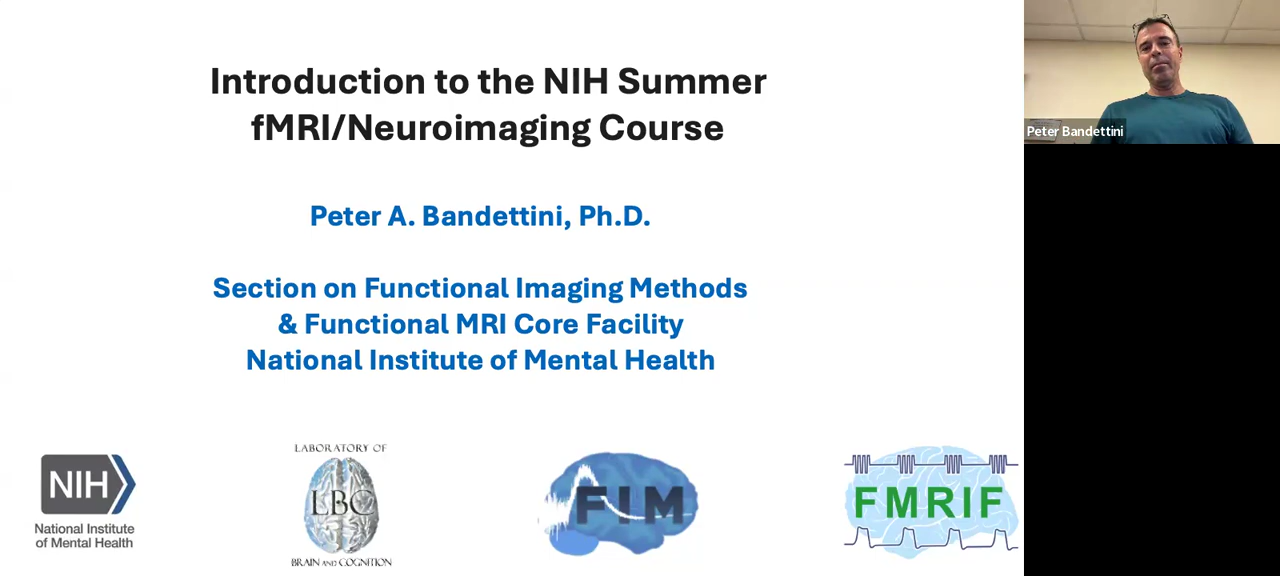 Introduction to the NIH Summer
fMRI/Neuroimaging Course
Peter A. Bandettini, Ph.D.
Section on Functional Imaging Methods
& Functional MRI Core Facility
National Institute of Mental Health
NIH
National Institute
of Mental Health
LABORATORY OF
LBC
BRAIN AND COGNITION
FIM
FMRIF
Peter Bandettini